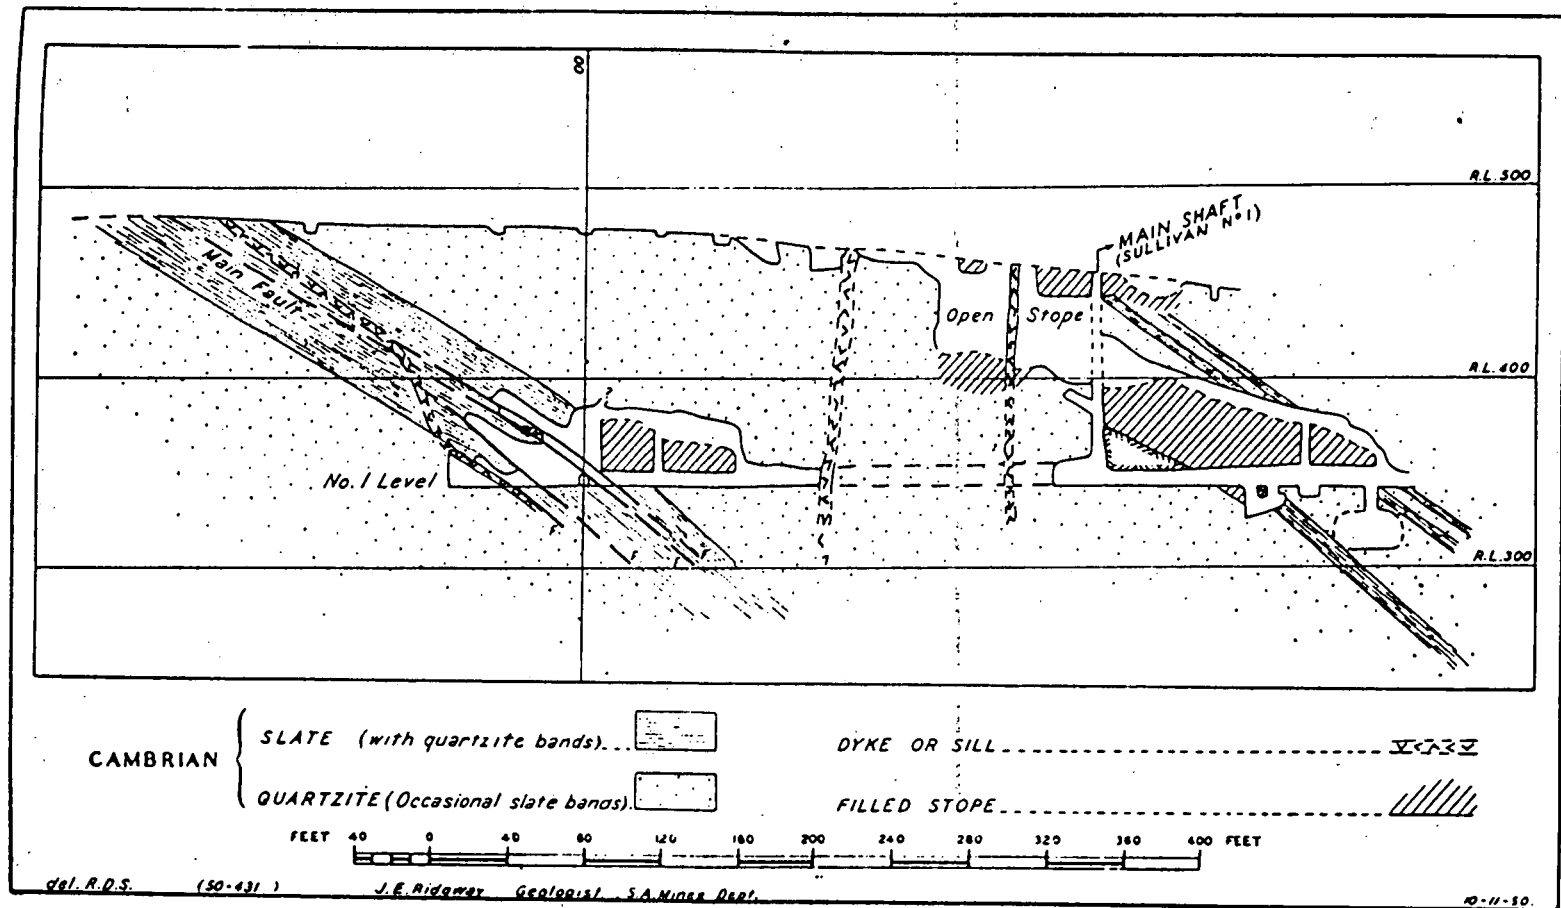 00
R.L.500
MAIN SHAFT
(SULLIVAN Nº1)
Main Fault
Open Stope
R.L.400
?
No. 1 Level
F
F
F
F
R.L.300
CAMBRIAN
SLATE (with quartzite bands)
QUARTZITE (Occasional slate bands)
DYKE OR SILL
FILLED STOPE
FEET 40 0 40 80 120 160 200 240 280 320 360 400 FEET
del. R.D.S. (50-431) J.E. Ridgway Geologist S.A. Mines Dept. 10-11-50.